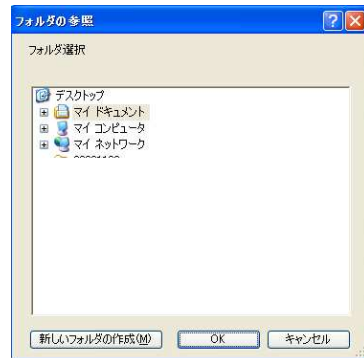 フォルダの参照
フォルダ選択
デスクトップ
マイ ドキュメント
マイ コンピュータ
マイ ネットワーク
新しいフォルダの作成(M)
OK
キャンセル